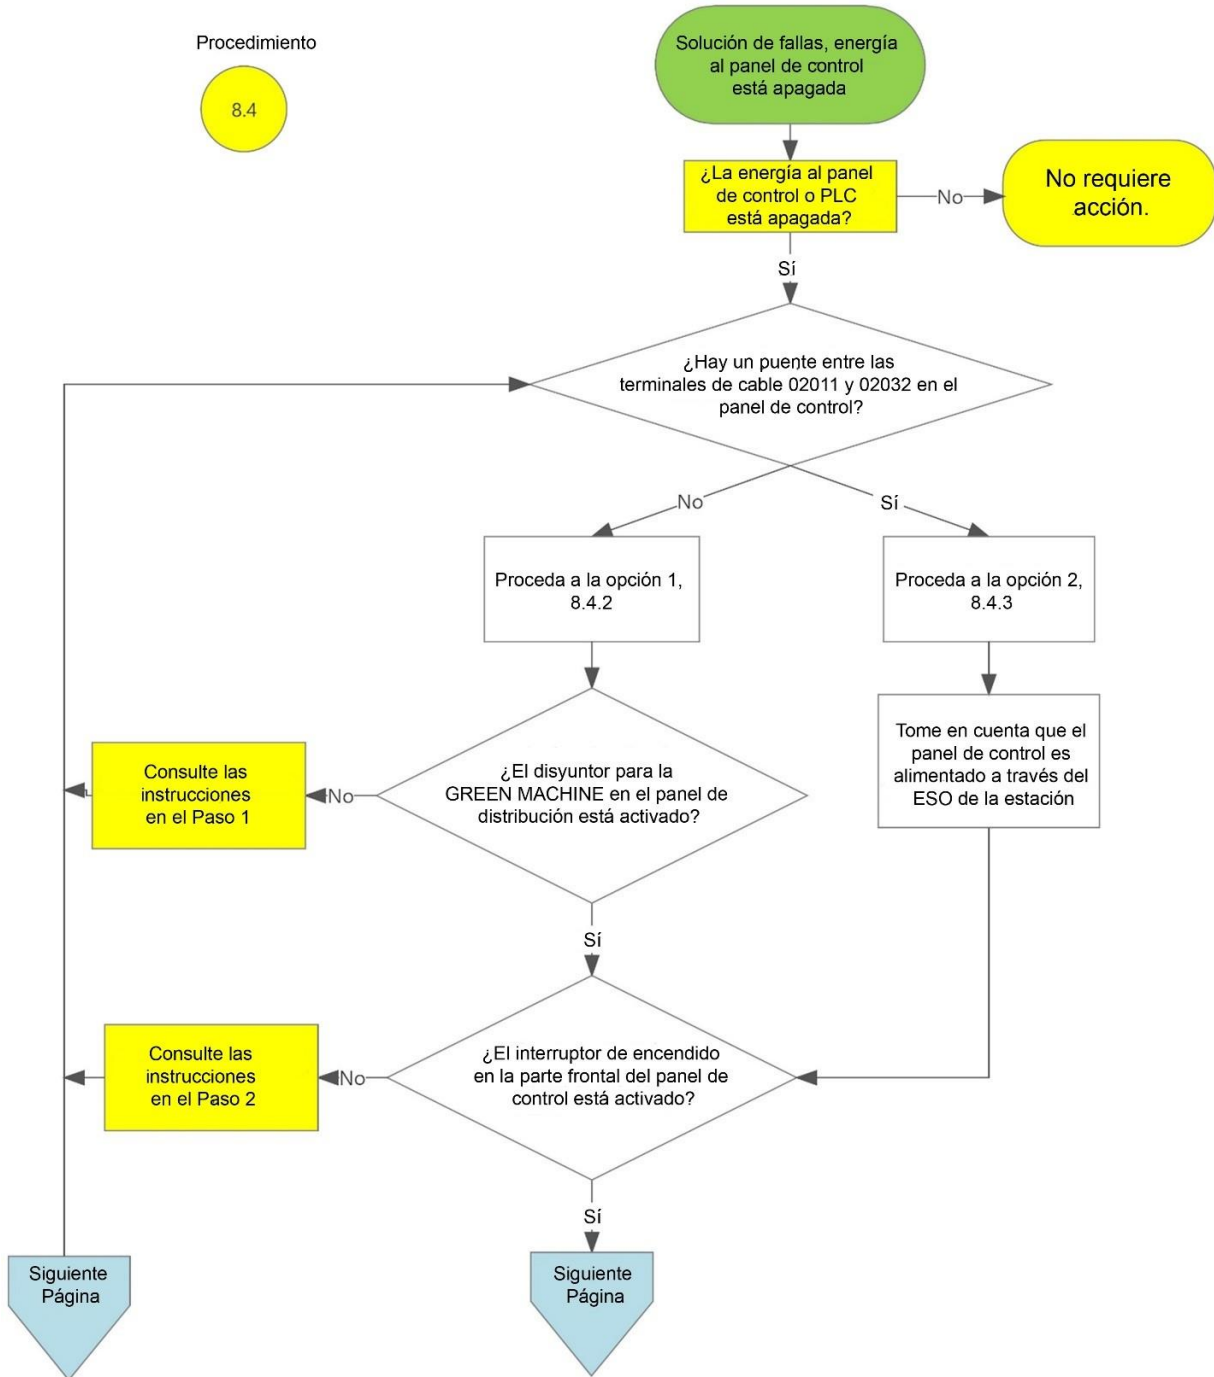 Procedimiento
8.4
Solución de fallas, energía
al panel de control
está apagada
¿La energía al panel
de control o PLC
está apagada?
No
No requiere
acción.
Sí
¿Hay un puente entre las
terminales de cable 02011 y 02032 en el
panel de control?
No
Sí
Proceda a la opción 1,
8.4.2
Proceda a la opción 2,
8.4.3
Tome en cuenta que el
panel de control es
alimentado a través del
ESO de la estación
¿El disyuntor para la
GREEN MACHINE en el panel de
distribución está activado?
No
Consulte las
instrucciones
en el Paso 1
Sí
¿El interruptor de encendido
en la parte frontal del panel de
control está activado?
No
Consulte las
instrucciones
en el Paso 2
Sí
Siguiente
Página
Siguiente
Página